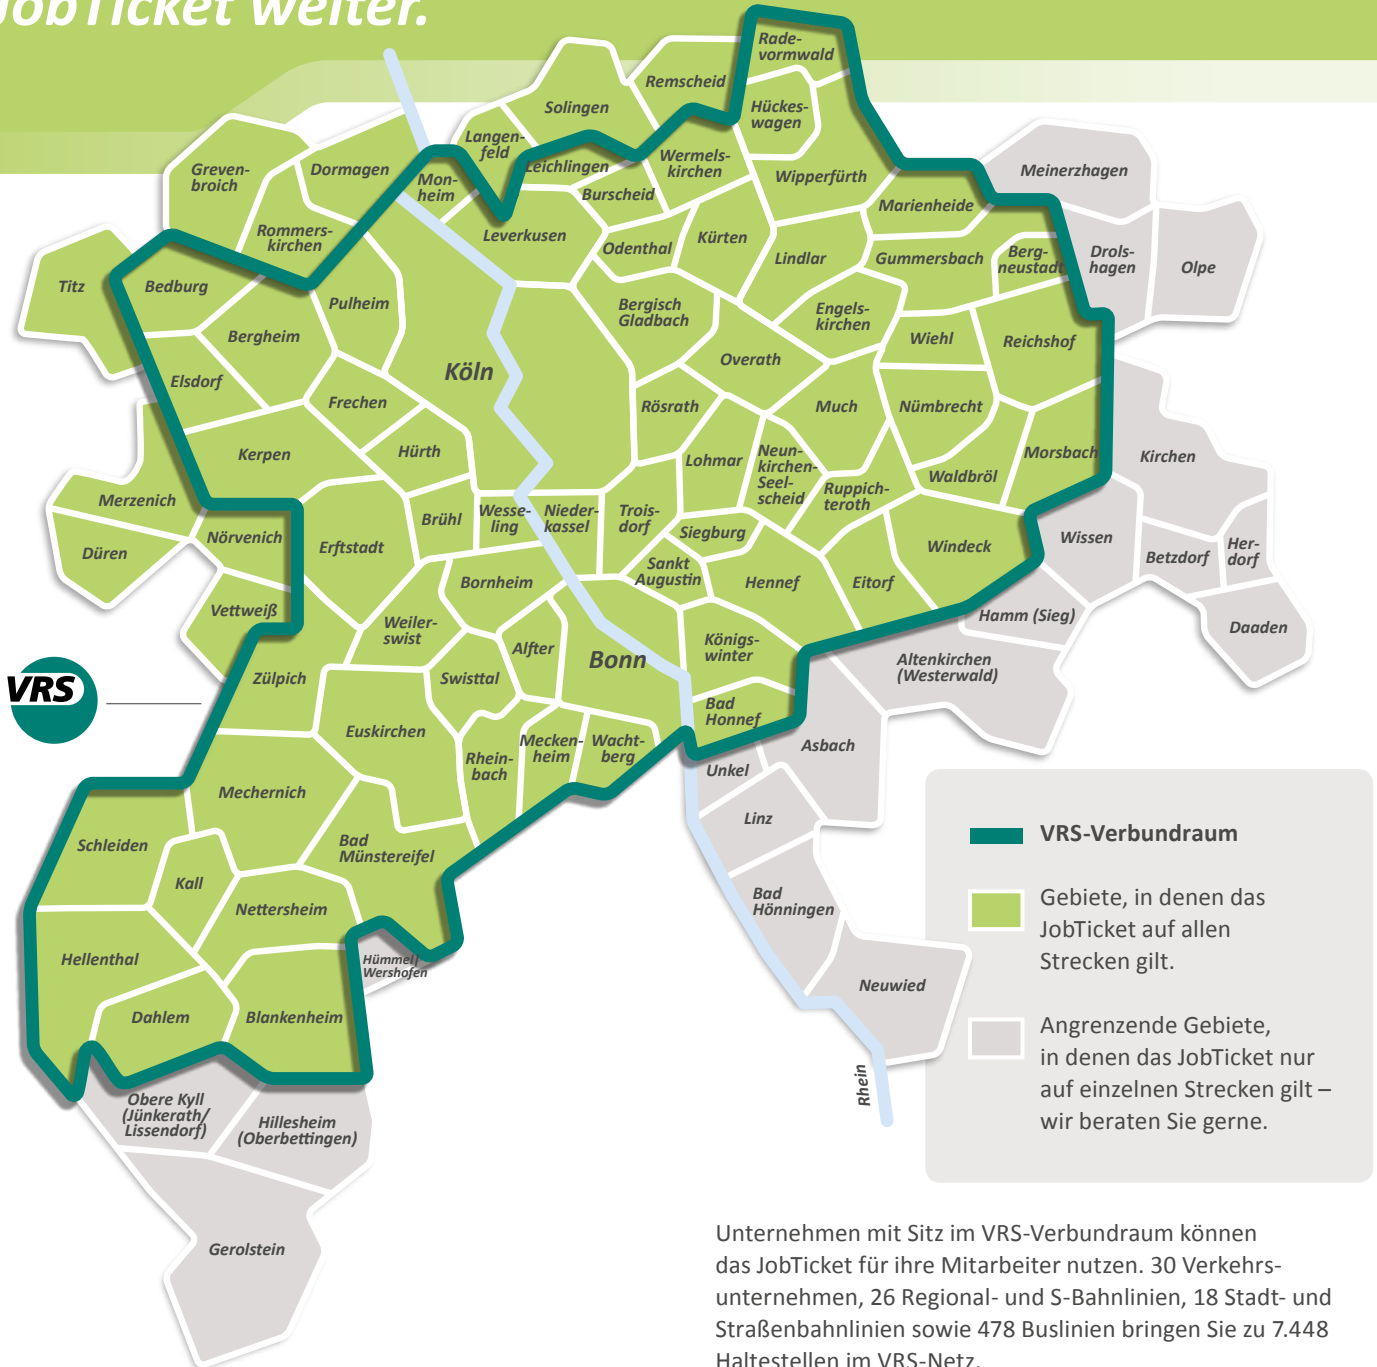 JobTicket weiter.
Rade-
vormwald
Remscheid
Solingen
Hückes-
wagen
Langen-
feld
Leichlingen
Wermels-
kirchen
Meinerzhagen
Greven-
broich
Dormagen
Mon-
heim
Burscheid
Wipperfürth
Marienheide
Rommers-
kirchen
Leverkusen
Odenthal
Kürten
Lindlar
Gummersbach
Berg-
neustadt
Drols-
hagen
Olpe
Titz
Bedburg
Pulheim
Bergisch
Gladbach
Engels-
kirchen
Bergheim
Wiehl
Reichshof
Köln
Overath
Elsdorf
Frechen
Rösrath
Much
Nümbrecht
Kerpen
Hürth
Lohmar
Neun-
kirchen-
Seel-
scheid
Morsbach
Kirchen
Waldbröl
Ruppich-
teroth
Merzenich
Brühl
Wesse-
ling
Nieder-
kassel
Trois-
dorf
Siegburg
Nörvenich
Erftstadt
Düren
Windeck
Wissen
Betzdorf
Her-
dorf
Sankt
Augustin
Bornheim
Hennef
Eitorf
Vettweiß
Weiler-
swist
Alfter
Bonn
Königs-
winter
Hamm (Sieg)
Daaden
Altenkirchen
(Westerwald)
VRS
Zülpich
Swisttal
Bad
Honnef
Euskirchen
Rhein-
bach
Mecken-
heim
Wacht-
berg
Asbach
Unkel
Mechernich
Linz
Schleiden
Bad
Münstereifel
Kall
Nettersheim
Bad
Hönningen
Hellenthal
Hümmel/
Wershofen
Neuwied
Dahlem
Blankenheim
Rhein
Obere Kyll
(Jünkerath/
Lissendorf)
Hillesheim
(Oberbettingen)
Gerolstein
VRS-Verbundraum
Gebiete, in denen das
JobTicket auf allen
Strecken gilt.
Angrenzende Gebiete,
in denen das JobTicket nur
auf einzelnen Strecken gilt –
wir beraten Sie gerne.
Unternehmen mit Sitz im VRS-Verbundraum können
das JobTicket für ihre Mitarbeiter nutzen. 30 Verkehrs-
unternehmen, 26 Regional- und S-Bahnlinien, 18 Stadt- und
Straßenbahnlinien sowie 478 Buslinien bringen Sie zu 7.448
Haltestellen im VRS-Netz.